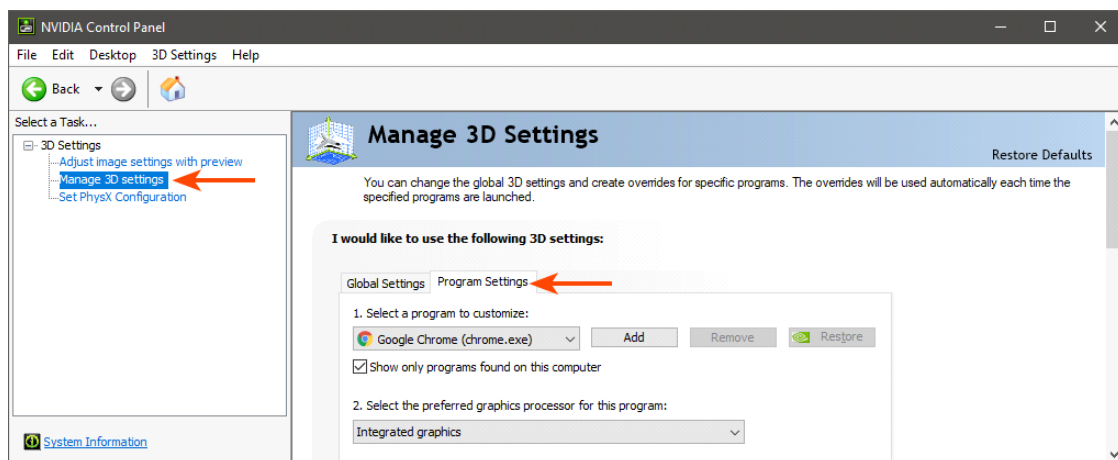 NVIDIA Control Panel
File Edit Desktop 3D Settings Help
Back
Select a Task...
3D Settings
Adjust image settings with preview
Manage 3D settings
Set PhysX Configuration
System Information
Manage 3D Settings
Restore Defaults
You can change the global 3D settings and create overrides for specific programs. The overrides will be used automatically each time the
specified programs are launched.
I would like to use the following 3D settings:
Global Settings Program Settings
1. Select a program to customize:
Google Chrome (chrome.exe) Add Remove Restore
Show only programs found on this computer
2. Select the preferred graphics processor for this program:
Integrated graphics